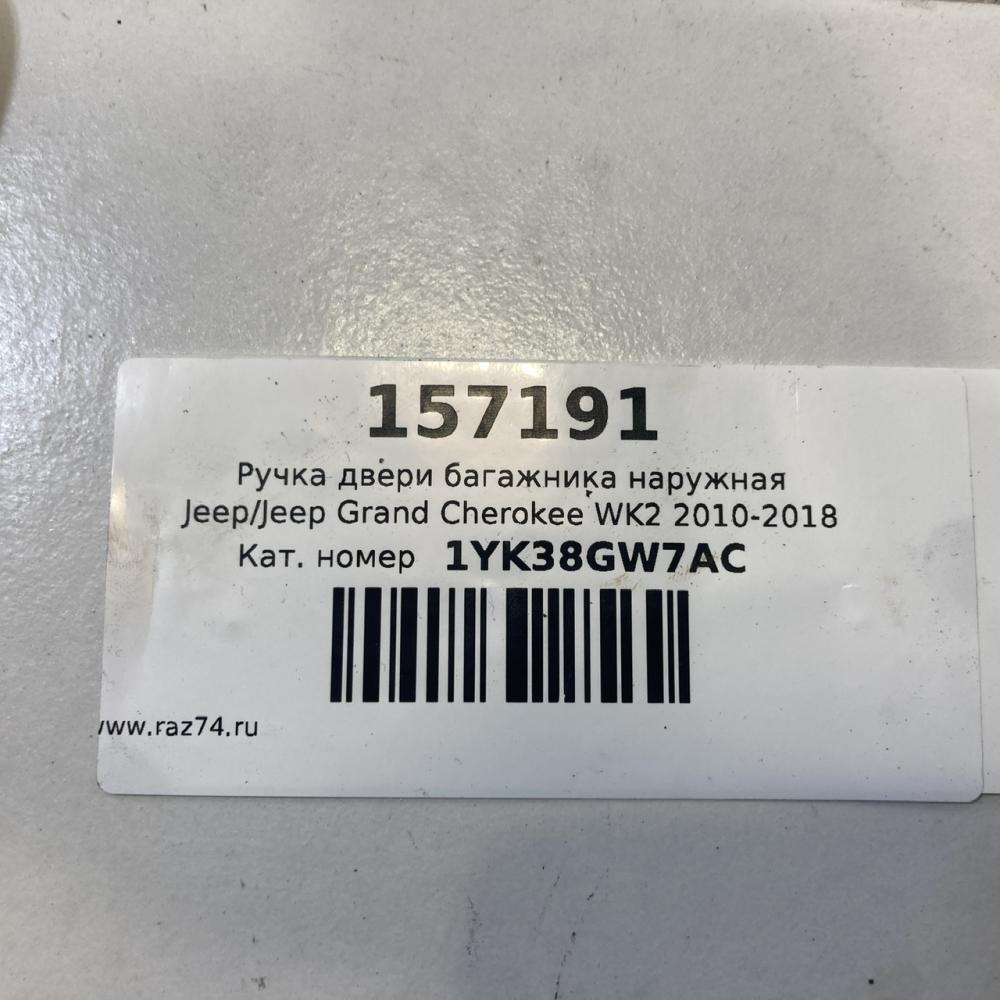 157191
Ручка двери багажника наружная
Jeep/Jeep Grand Cherokee WK2 2010-2018
Кат. номер 1YK38GW7AC
www.raz74.ru